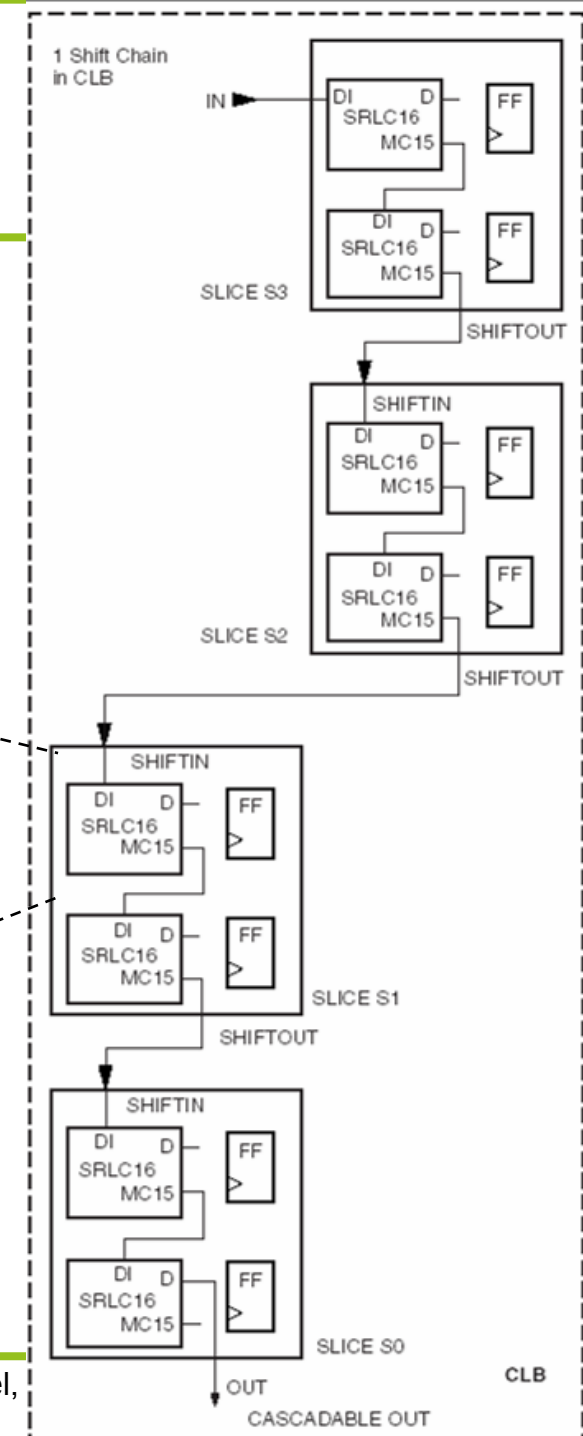 1 Shift Chain
in CLB
IN
DI D
SRLC16
MC15
FF
DI D
SRLC16
MC15
FF
SLICE S3
SHIFTOUT
SHIFTIN
DI D
SRLC16
MC15
FF
DI D
SRLC16
MC15
FF
SLICE S2
SHIFTOUT
SHIFTIN
DI D
SRLC16
MC15
FF
DI D
SRLC16
MC15
FF
SLICE S1
SHIFTOUT
SHIFTIN
DI D
SRLC16
MC15
FF
DI D
SRLC16
MC15
FF
SLICE S0
OUT
CLB
CASCADABLE OUT